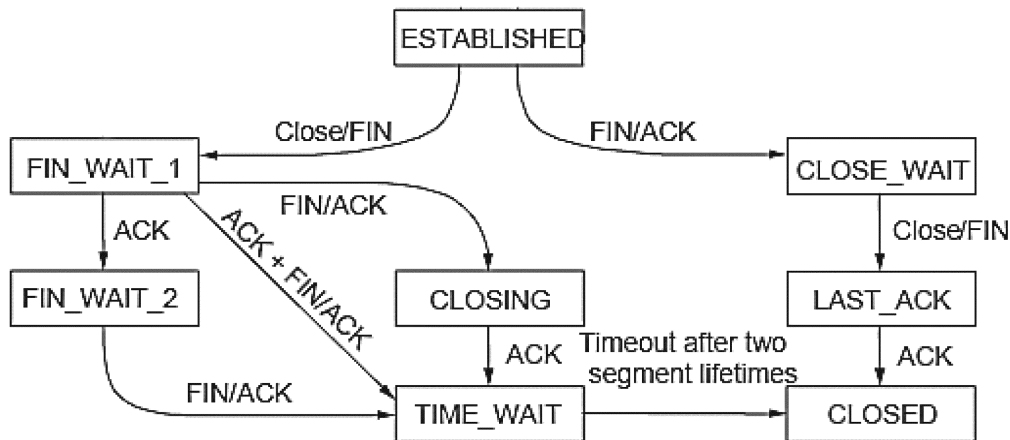 ESTABLISHED
Close/FIN
FIN/ACK
FIN_WAIT_1
CLOSE_WAIT
FIN/ACK
ACK
ACK + FIN/ACK
Close/FIN
FIN_WAIT_2
CLOSING
LAST_ACK
ACK
Timeout after two
segment lifetimes
ACK
FIN/ACK
TIME_WAIT
CLOSED